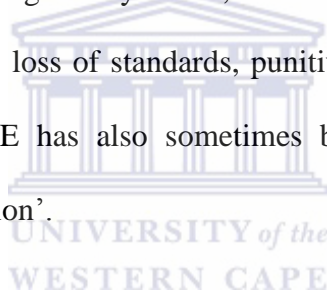 loss of standards, puniti
E has also sometimes b
on’.
UNIVERSITY of the
WESTERN CAPE